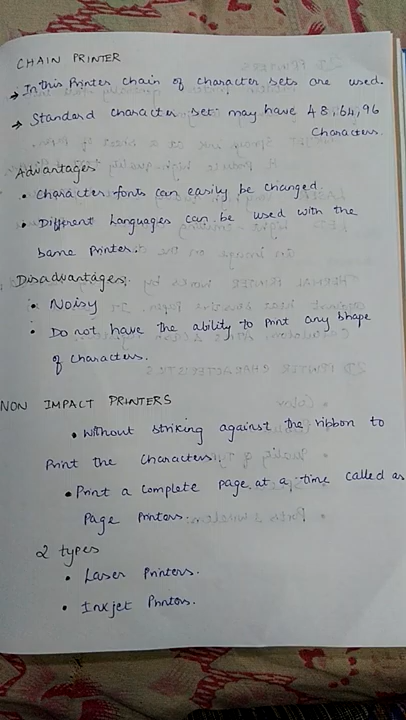 CHAIN PRINTER
→ In this Printer chain of character sets are used.
→ Standard character set may have 48, 64, 96
Characters.
Advantages
• Character fonts can easily be changed.
• Different Languages can be used with the
same Printer.
Disadvantages:
• Noisy
• Do not have the ability to print any shape
of characters.
NON IMPACT PRINTERS
• Without striking against the ribbon to
Print the characters.
• Print a complete page at a time called as
Page Printers.
2 types
• Laser Printers.
• Inkjet Printers.